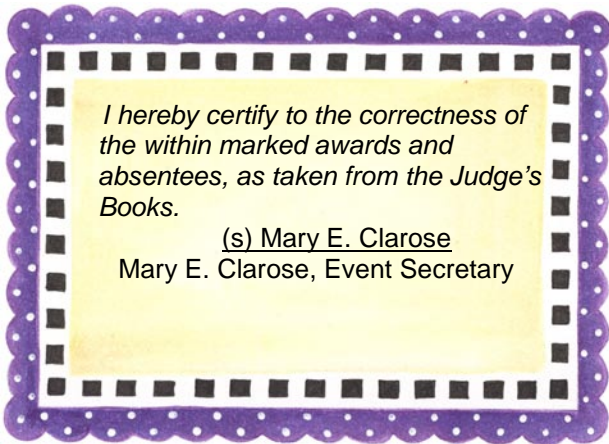 I hereby certify to the correctness of
the within marked awards and
absentees, as taken from the Judge's
Books.
(s) Mary E. Clarose
Mary E. Clarose, Event Secretary